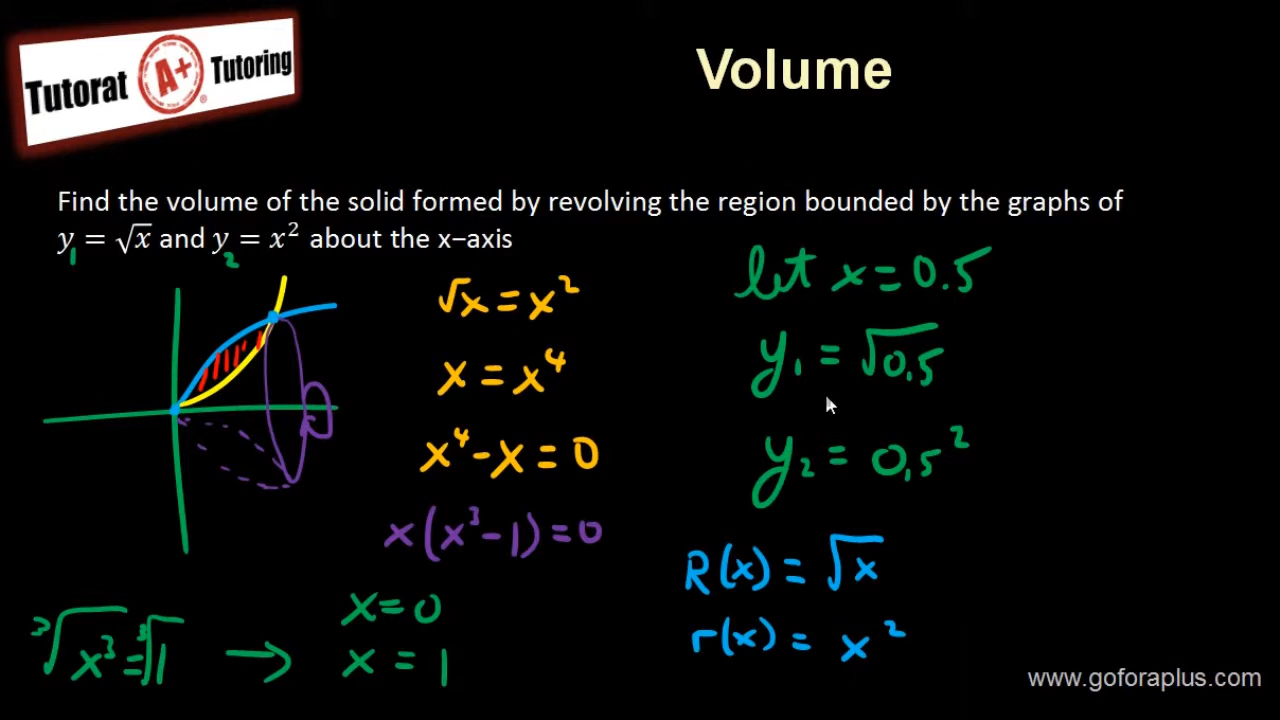 Tutorat A+ Tutoring
Volume
Find the volume of the solid formed by revolving the region bounded by the graphs of
y₁ = √x and y₂ = x² about the x−axis
√x = x²
x = x⁴
x⁴ - x = 0
x(x³ - 1) = 0
x = 0
∛x³ = ∛1 → x = 1
let x = 0.5
y₁ = √0.5
y₂ = 0,5²
R(x) = √x
r(x) = x²
www.goforaplus.com